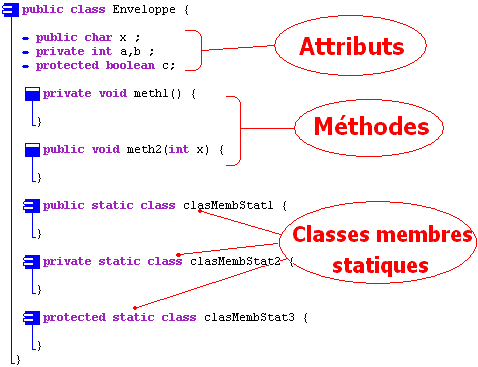 public class Enveloppe {
public char x ;
private int a,b ;
protected boolean c;
Attributs
private void meth1() {
}
Méthodes
public void meth2(int x) {
}
public static class clasMembStat1 {
}
Classes membres
statiques
private static class clasMembStat2 {
}
protected static class clasMembStat3 {
}
}